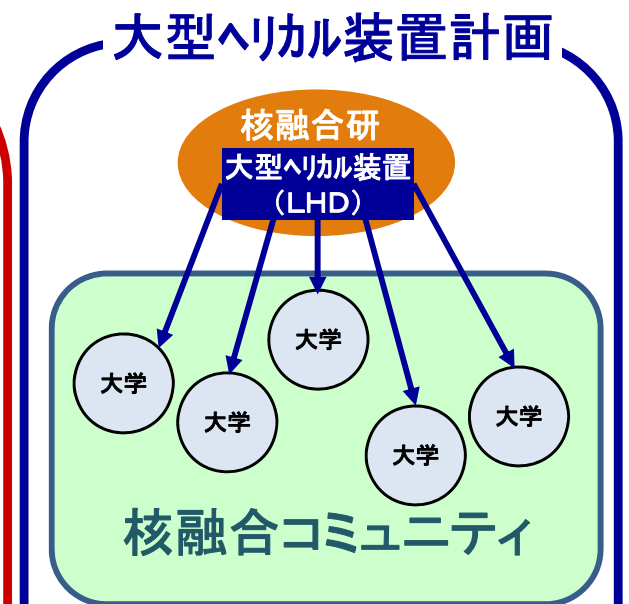 大型ヘリカル装置計画
核融合研
大型ヘリカル装置
（LHD）
大学
大学
大学
大学
大学
核融合コミュニティ